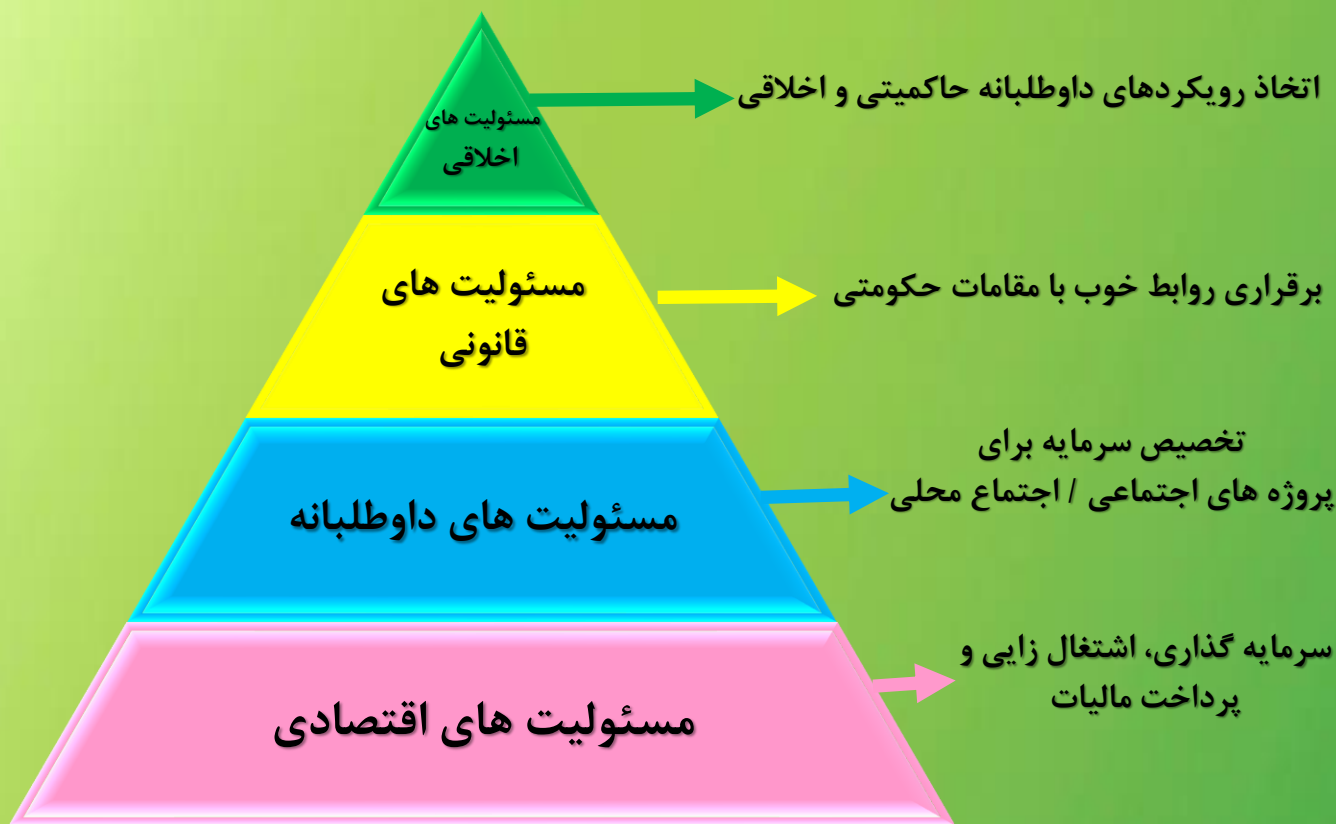 مسئولیت های
اخلاقی
اتخاذ رویکردهای داوطلبانه حاکمیتی و اخلاقی
مسئولیت های
قانونی
برقراری روابط خوب با مقامات حکومتی
مسئولیت های داوطلبانه
تخصیص سرمایه برای
پروژه های اجتماعی / اجتماع محلی
مسئولیت های اقتصادی
سرمایه گذاری، اشتغال زایی و
پرداخت مالیات